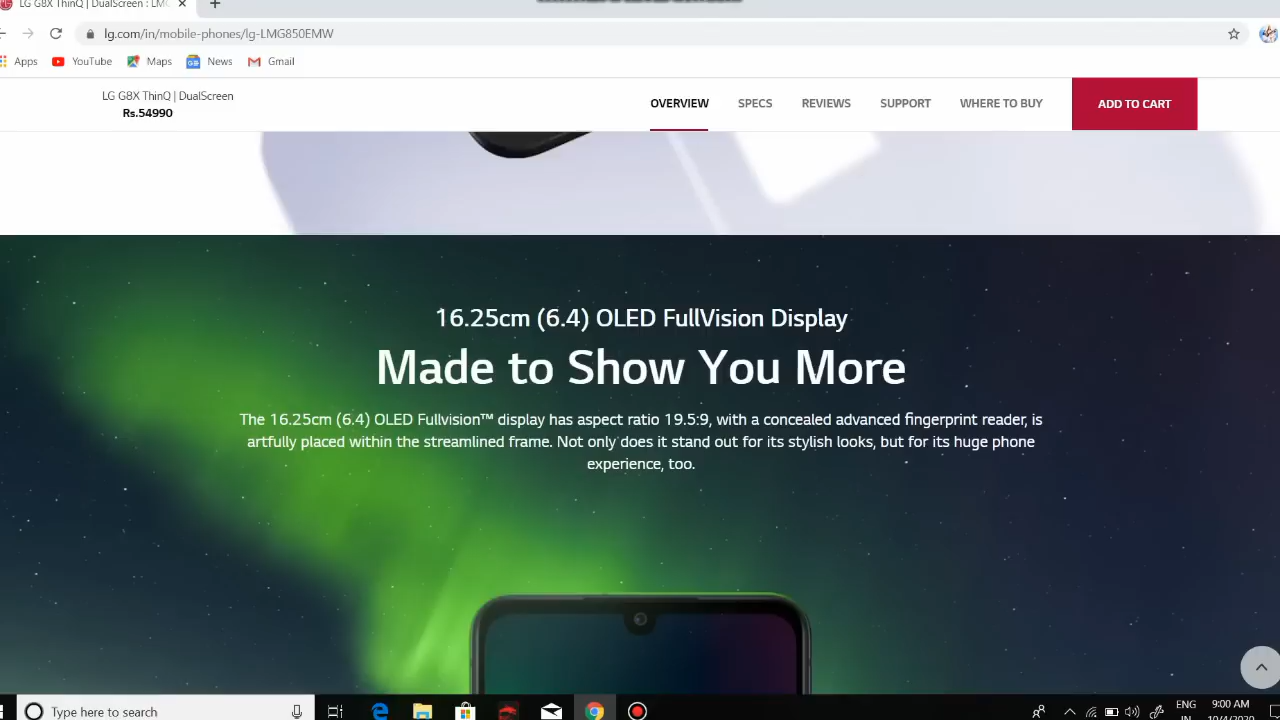 LG G8X ThinQ | DualScreen : LMG
lg.com/in/mobile-phones/lg-LMG850EMW
Apps YouTube Maps News Gmail
LG G8X ThinQ | DualScreen
Rs.54990
OVERVIEW SPECS REVIEWS SUPPORT WHERE TO BUY ADD TO CART
16.25cm (6.4) OLED FullVision Display
Made to Show You More
The 16.25cm (6.4) OLED Fullvision™ display has aspect ratio 19.5:9, with a concealed advanced fingerprint reader, is
artfully placed within the streamlined frame. Not only does it stand out for its stylish looks, but for its huge phone
experience, too.
Type here to search
ENG
9:00 AM
IN
10/4/2020